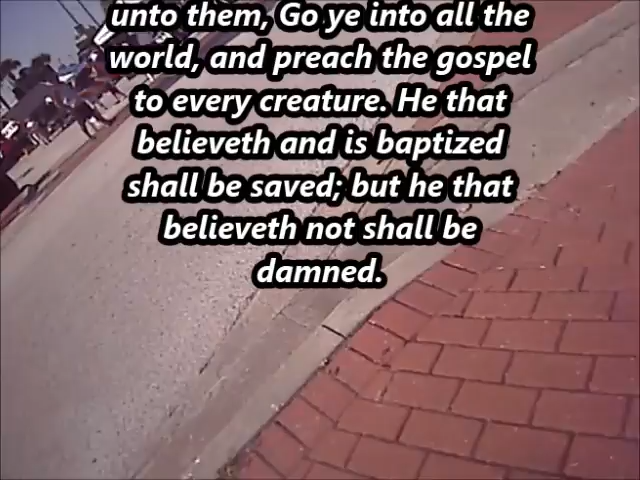 unto them, Go ye into all the
world, and preach the gospel
to every creature. He that
believeth and is baptized
shall be saved; but he that
believeth not shall be
damned.